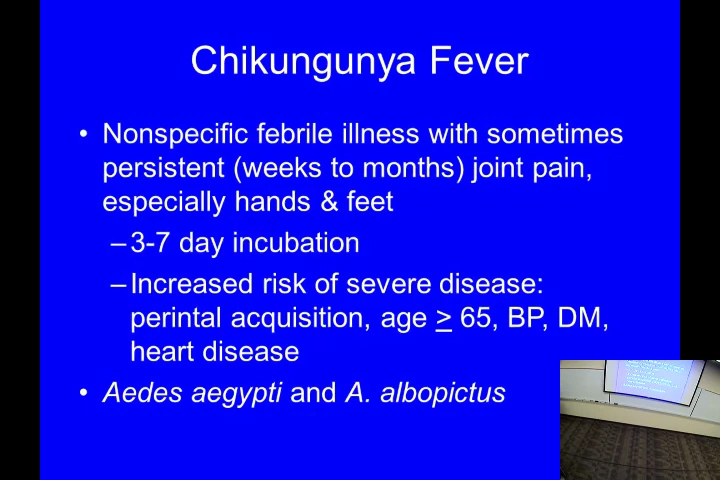 Chikungunya Fever
• Nonspecific febrile illness with sometimes
persistent (weeks to months) joint pain,
especially hands & feet
–3-7 day incubation
–Increased risk of severe disease:
perintal acquisition, age > 65, BP, DM,
heart disease
• Aedes aegypti and A. albopictus